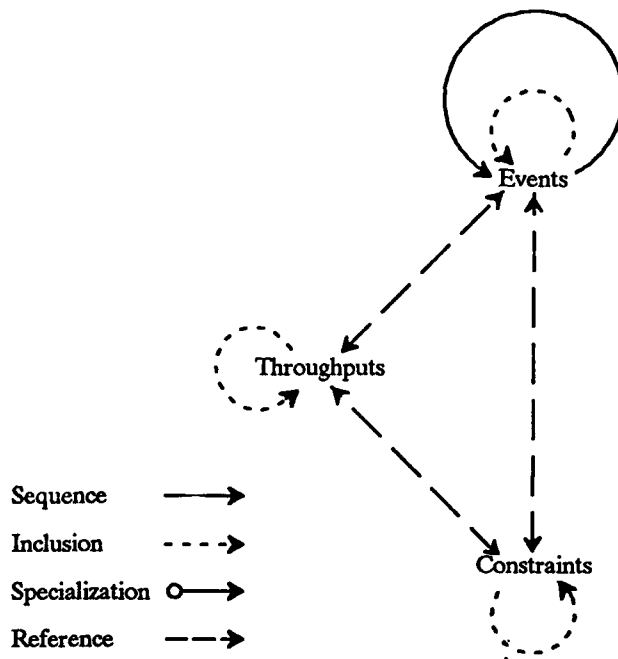 Events
Throughputs
Constraints
Sequence
Inclusion
Specialization
Reference